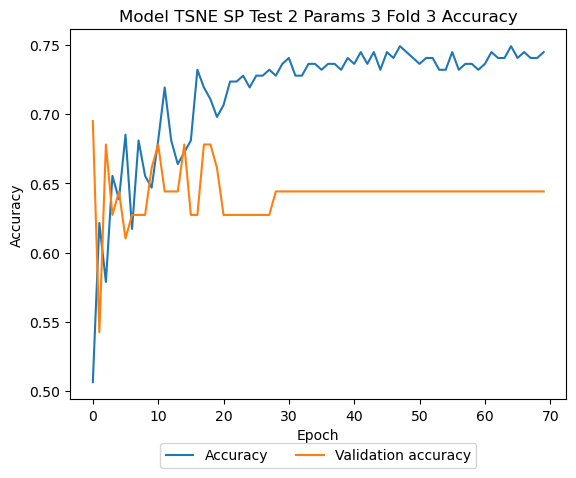 Model TSNE SP Test 2 Params 3 Fold 3 Accuracy
Accuracy
0.75
0.70
0.65
0.60
0.55
0.50
0 10 20 30 40 50 60 70
Epoch
Accuracy Validation accuracy